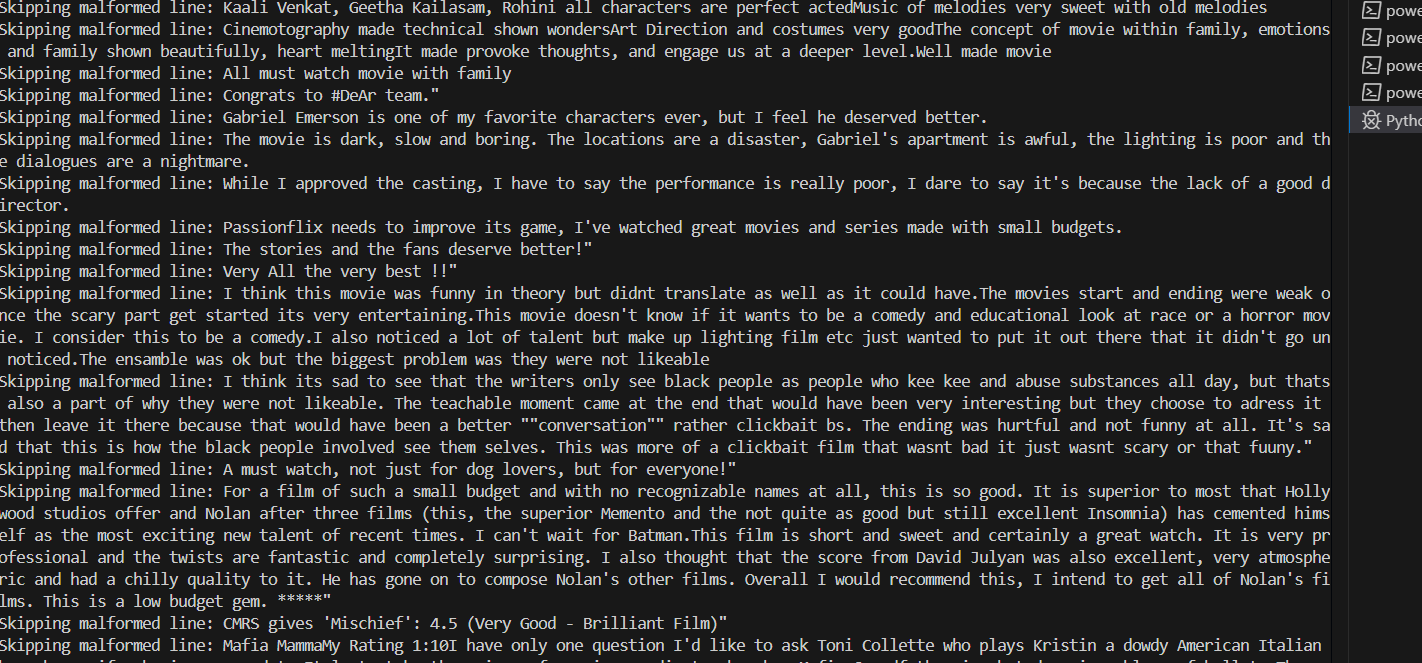 Skipping malformed line: Kaali Venkat, Geetha Kailasam, Rohini all characters are perfect actedMusic of melodies very sweet with old melodies
Skipping malformed line: Cinemotography made technical shown wondersArt Direction and costumes very goodThe concept of movie within family, emotions
and family shown beautifully, heart meltingIt made provoke thoughts, and engage us at a deeper level.Well made movie
Skipping malformed line: All must watch movie with family
Skipping malformed line: Congrats to #DeAr team."
Skipping malformed line: Gabriel Emerson is one of my favorite characters ever, but I feel he deserved better.
Skipping malformed line: The movie is dark, slow and boring. The locations are a disaster, Gabriel's apartment is awful, the lighting is poor and th
e dialogues are a nightmare.
Skipping malformed line: While I approved the casting, I have to say the performance is really poor, I dare to say it's because the lack of a good d
irector.
Skipping malformed line: Passionflix needs to improve its game, I've watched great movies and series made with small budgets.
Skipping malformed line: The stories and the fans deserve better!"
Skipping malformed line: Very All the very best !!"
Skipping malformed line: I think this movie was funny in theory but didnt translate as well as it could have.The movies start and ending were weak o
nce the scary part get started its very entertaining.This movie doesn't know if it wants to be a comedy and educational look at race or a horror mov
ie. I consider this to be a comedy.I also noticed a lot of talent but make up lighting film etc just wanted to put it out there that it didn't go un
noticed.The ensamble was ok but the biggest problem was they were not likeable
Skipping malformed line: I think its sad to see that the writers only see black people as people who kee kee and abuse substances all day, but thats
also a part of why they were not likeable. The teachable moment came at the end that would have been very interesting but they choose to adress it
then leave it there because that would have been a better ""conversation"" rather clickbait bs. The ending was hurtful and not funny at all. It's sa
d that this is how the black people involved see them selves. This was more of a clickbait film that wasnt bad it just wasnt scary or that fuuny."
Skipping malformed line: A must watch, not just for dog lovers, but for everyone!"
Skipping malformed line: For a film of such a small budget and with no recognizable names at all, this is so good. It is superior to most that Holly
wood studios offer and Nolan after three films (this, the superior Memento and the not quite as good but still excellent Insomnia) has cemented hims
elf as the most exciting new talent of recent times. I can't wait for Batman.This film is short and sweet and certainly a great watch. It is very pr
ofessional and the twists are fantastic and completely surprising. I also thought that the score from David Julyan was also excellent, very atmosphe
ric and had a chilly quality to it. He has gone on to compose Nolan's other films. Overall I would recommend this, I intend to get all of Nolan's fi
lms. This is a low budget gem. *****"
Skipping malformed line: CMRS gives 'Mischief': 4.5 (Very Good - Brilliant Film)"
Skipping malformed line: Mafia MammaMy Rating 1:10I have only one question I'd like to ask Toni Collette who plays Kristin a dowdy American Italian
powe
powe
powe
powe
Pytho